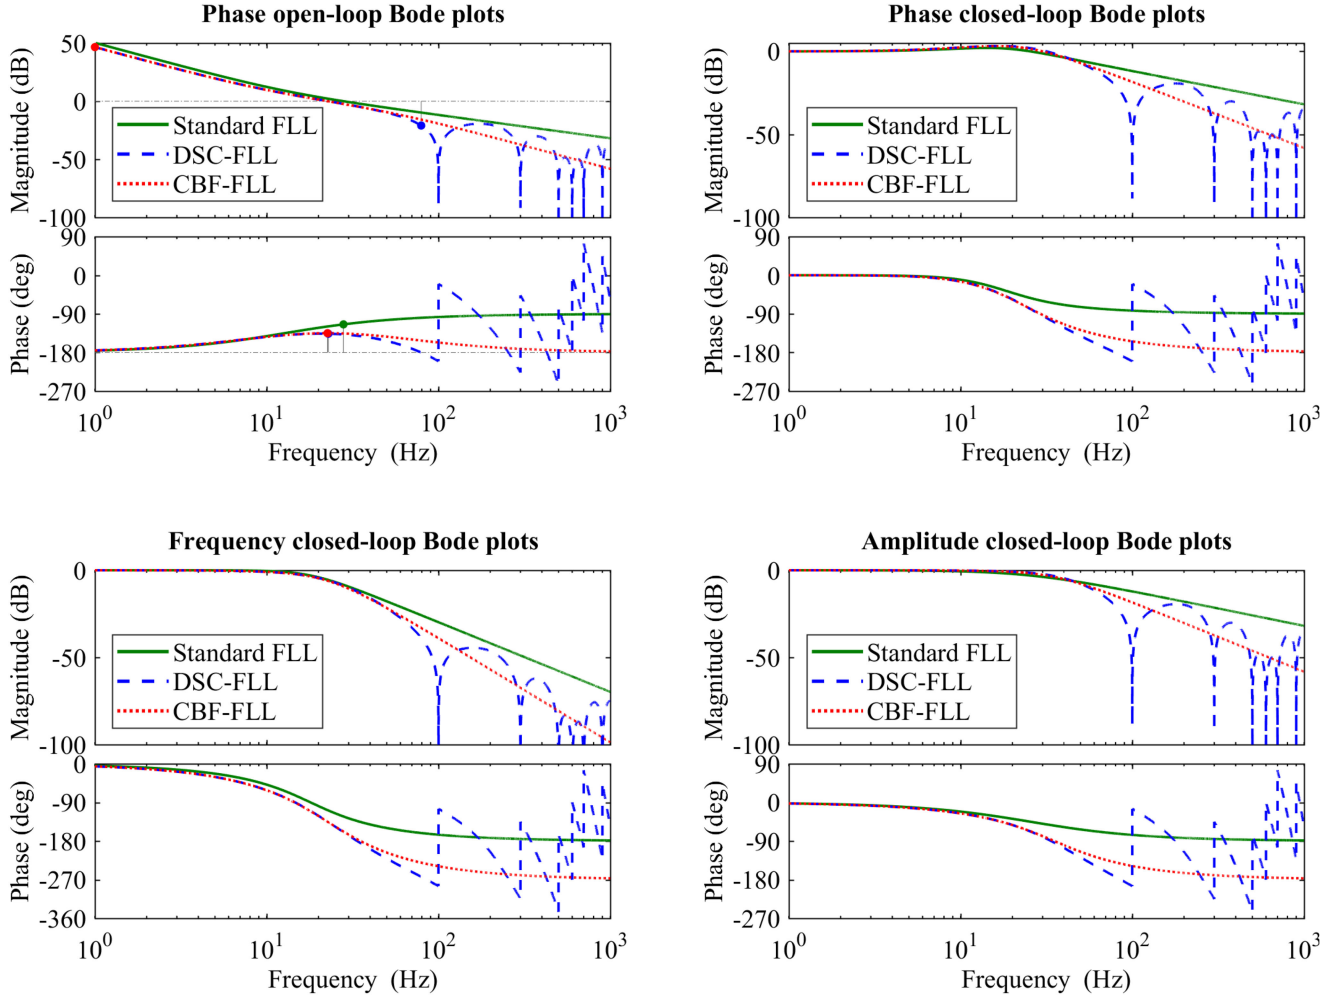 Phase open-loop Bode plots
Magnitude (dB)
50
0
-50
-100
Standard FLL
DSC-FLL
CBF-FLL
Phase (deg)
90
0
-90
-180
-270
10^0 10^1 10^2 10^3
Frequency (Hz)
Phase closed-loop Bode plots
Magnitude (dB)
0
-50
-100
Standard FLL
DSC-FLL
CBF-FLL
Phase (deg)
90
0
-90
-180
-270
10^0 10^1 10^2 10^3
Frequency (Hz)
Frequency closed-loop Bode plots
Magnitude (dB)
0
-50
-100
Standard FLL
DSC-FLL
CBF-FLL
Phase (deg)
0
-90
-180
-270
-360
10^0 10^1 10^2 10^3
Frequency (Hz)
Amplitude closed-loop Bode plots
Magnitude (dB)
0
-50
-100
Standard FLL
DSC-FLL
CBF-FLL
Phase (deg)
90
0
-90
-180
-270
10^0 10^1 10^2 10^3
Frequency (Hz)